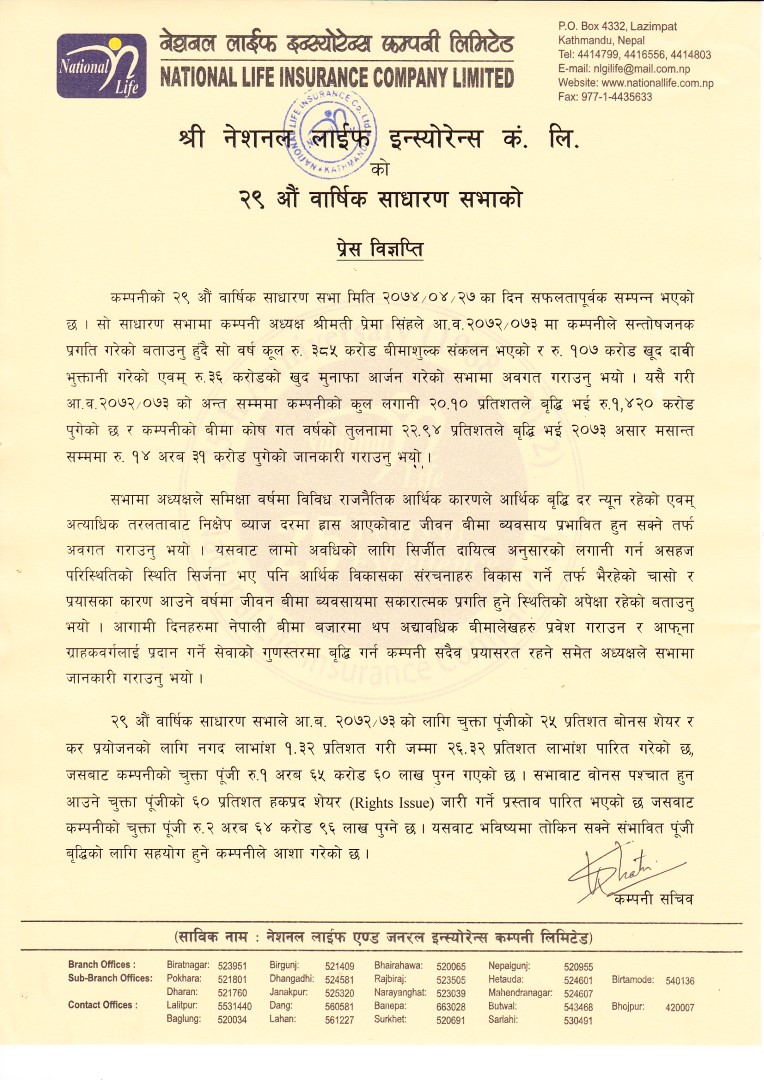 नेशनल लाईफ इन्स्योरेन्स कम्पनी लिमिटेड
NATIONAL LIFE INSURANCE COMPANY LIMITED
National Life
P.O. Box 4332, Lazimpat
Kathmandu, Nepal
Tel: 4414799, 4416556, 4414803
E-mail: nlgilife@mail.com.np
Website: www.nationallife.com.np
Fax: 977-1-4435633
NATIONAL LIFE INSURANCE Co. Ltd. KATHMANDU
श्री नेशनल लाईफ इन्स्योरेन्स कं. लि.
को
२९ औं वार्षिक साधारण सभाको
प्रेस विज्ञप्ति
कम्पनीको २९ औं वार्षिक साधारण सभा मिति २०७४/०४/२७ का दिन सफलतापूर्वक सम्पन्न भएको
छ । सो साधारण सभामा कम्पनी अध्यक्ष श्रीमती प्रेमा सिंहले आ.व.२०७२/०७३ मा कम्पनीले सन्तोषजनक
प्रगति गरेको बताउनु हुँदै सो वर्ष कूल रु. ३८५ करोड बीमाशुल्क संकलन भएको र रु. १०७ करोड खूद दावी
भुक्तानी गरेको एवम् रु.३६ करोडको खुद मुनाफा आर्जन गरेको सभामा अवगत गराउनु भयो । यसै गरी
आ.व.२०७२/०७३ को अन्त सम्ममा कम्पनीको कुल लगानी २०.१० प्रतिशतले बृद्धि भई रु.१,४२० करोड
पुगेको छ र कम्पनीको बीमा कोष गत वर्षको तुलनामा २२.९४ प्रतिशतले बृद्धि भई २०७३ असार मसान्त
सम्ममा रु. १४ अरब ३१ करोड पुगेको जानकारी गराउनु भयो ।
सभामा अध्यक्षले समिक्षा वर्षमा विविध राजनैतिक आर्थिक कारणले आर्थिक बृद्धि दर न्यून रहेको एवम्
अत्याधिक तरलताबाट निक्षेप ब्याज दरमा ह्रास आएकोवाट जीवन बीमा ब्यवसाय प्रभावित हुन सक्ने तर्फ
अवगत गराउनु भयो । यसवाट लामो अवधिको लागि सिर्जीत दायित्व अनुसारको लगानी गर्न असहज
परिस्थितिको स्थिति सिर्जना भए पनि आर्थिक विकासका संरचनाहरु विकास गर्ने तर्फ भैरहेको चासो र
प्रयासका कारण आउने वर्षमा जीवन बीमा ब्यवसायमा सकारात्मक प्रगति हुने स्थितिको अपेक्षा रहेको बताउनु
भयो । आगामी दिनहरुमा नेपाली बीमा बजारमा थप अद्यावधिक बीमालेखहरु प्रवेश गराउन र आफ्ना
ग्राहकवर्गलाई प्रदान गर्ने सेवाको गुणस्तरमा बृद्धि गर्न कम्पनी सदैव प्रयासरत रहने समेत अध्यक्षले सभामा
जानकारी गराउनु भयो ।
२९ औं वार्षिक साधारण सभाले आ.ब. २०७२/७३ को लागि चुक्ता पूंजीको २५ प्रतिशत बोनस शेयर र
कर प्रयोजनको लागि नगद लाभांश १.३२ प्रतिशत गरी जम्मा २६.३२ प्रतिशत लाभांश पारित गरेको छ,
जसबाट कम्पनीको चुक्ता पूंजी रु.१ अरब ६५ करोड ६० लाख पुग्न गएको छ । सभावाट वोनस पश्चात हुन
आउने चुक्ता पूंजीको ६० प्रतिशत हकप्रद शेयर (Rights Issue) जारी गर्ने प्रस्ताव पारित भएको छ जसवाट
कम्पनीको चुक्ता पूंजी रु.२ अरब ६४ करोड ९६ लाख पुग्ने छ । यसवाट भविष्यमा तोकिन सक्ने संभावित पूंजी
बृद्धिको लागि सहयोग हुने कम्पनीले आशा गरेको छ ।
कम्पनी सचिव
(साविक नाम : नेशनल लाईफ एण्ड जनरल इन्स्योरेन्स कम्पनी लिमिटेड)
Branch Offices : Biratnagar: 523951 Birgunj: 521409 Bhairahawa: 520065 Nepalgunj: 520955
Sub-Branch Offices: Pokhara: 521801 Dhangadhi: 524581 Rajbiraj: 523505 Hetauda: 524601 Birtamode: 540136
Dharan: 521760 Janakpur: 525320 Narayanghat: 523039 Mahendranagar: 524607
Contact Offices : Lalitpur: 5531440 Dang: 560581 Banepa: 663028 Butwal: 543468 Bhojpur: 420007
Baglung: 520034 Lahan: 561227 Surkhet: 520691 Sarlahi: 530491